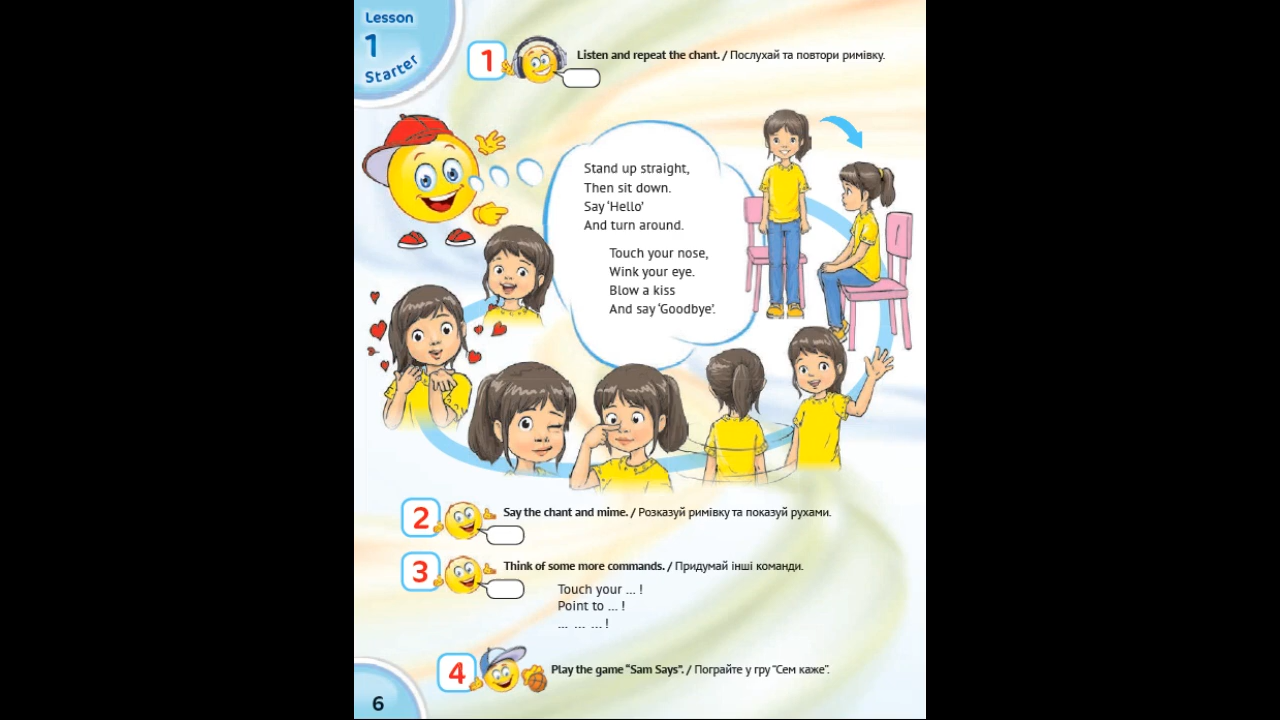 Lesson
1
Starter
1
Listen and repeat the chant. / Послухай та повтори римівку.
Stand up straight,
Then sit down.
Say ‘Hello’
And turn around.
Touch your nose,
Wink your eye.
Blow a kiss
And say ‘Goodbye’.
2
Say the chant and mime. / Розказуй римівку та показуй рухами.
3
Think of some more commands. / Придумай інші команди.
Touch your ... !
Point to ... !
... ... ... !
4
Play the game “Sam Says”. / Пограйте у гру “Сем каже”.
6